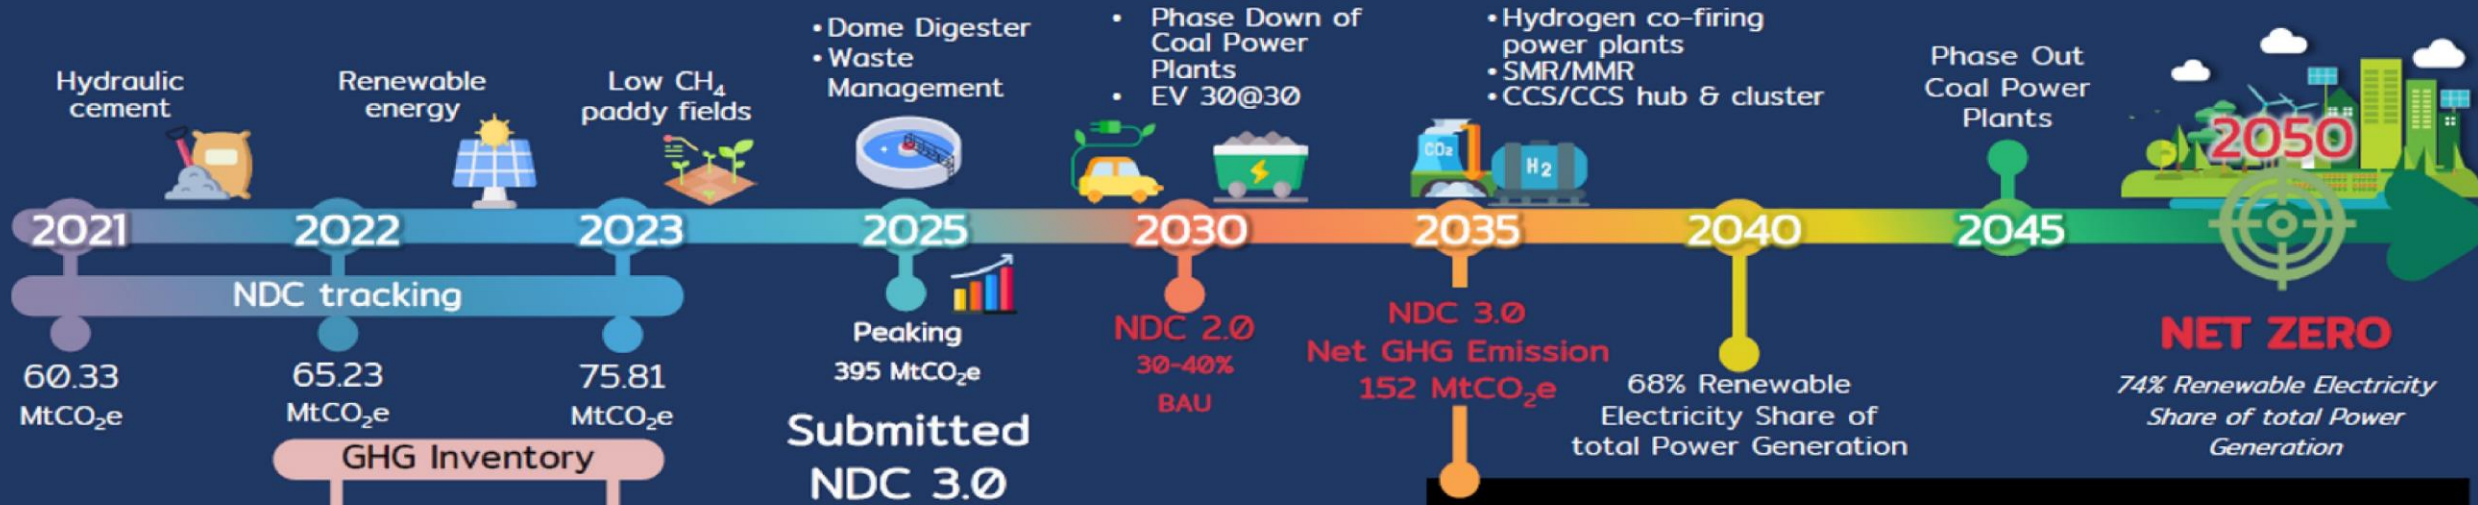 Hydraulic
cement
Renewable
energy
Low CH₄
paddy fields
• Dome Digester
• Waste
Management
• Phase Down of
Coal Power
Plants
• EV 30@30
• Hydrogen co-firing
power plants
• SMR/MMR
• CCS/CCS hub & cluster
Phase Out
Coal Power
Plants
CO₂
H₂
2021
2022
2023
2025
2030
2035
2040
2045
2050
NDC tracking
60.33
MtCO₂e
65.23
MtCO₂e
75.81
MtCO₂e
GHG Inventory
Peaking
395 MtCO₂e
Submitted
NDC 3.0
NDC 2.0
30-40%
BAU
NDC 3.0
Net GHG Emission
152 MtCO₂e
68% Renewable
Electricity Share of
total Power Generation
NET ZERO
74% Renewable Electricity
Share of total Power
Generation